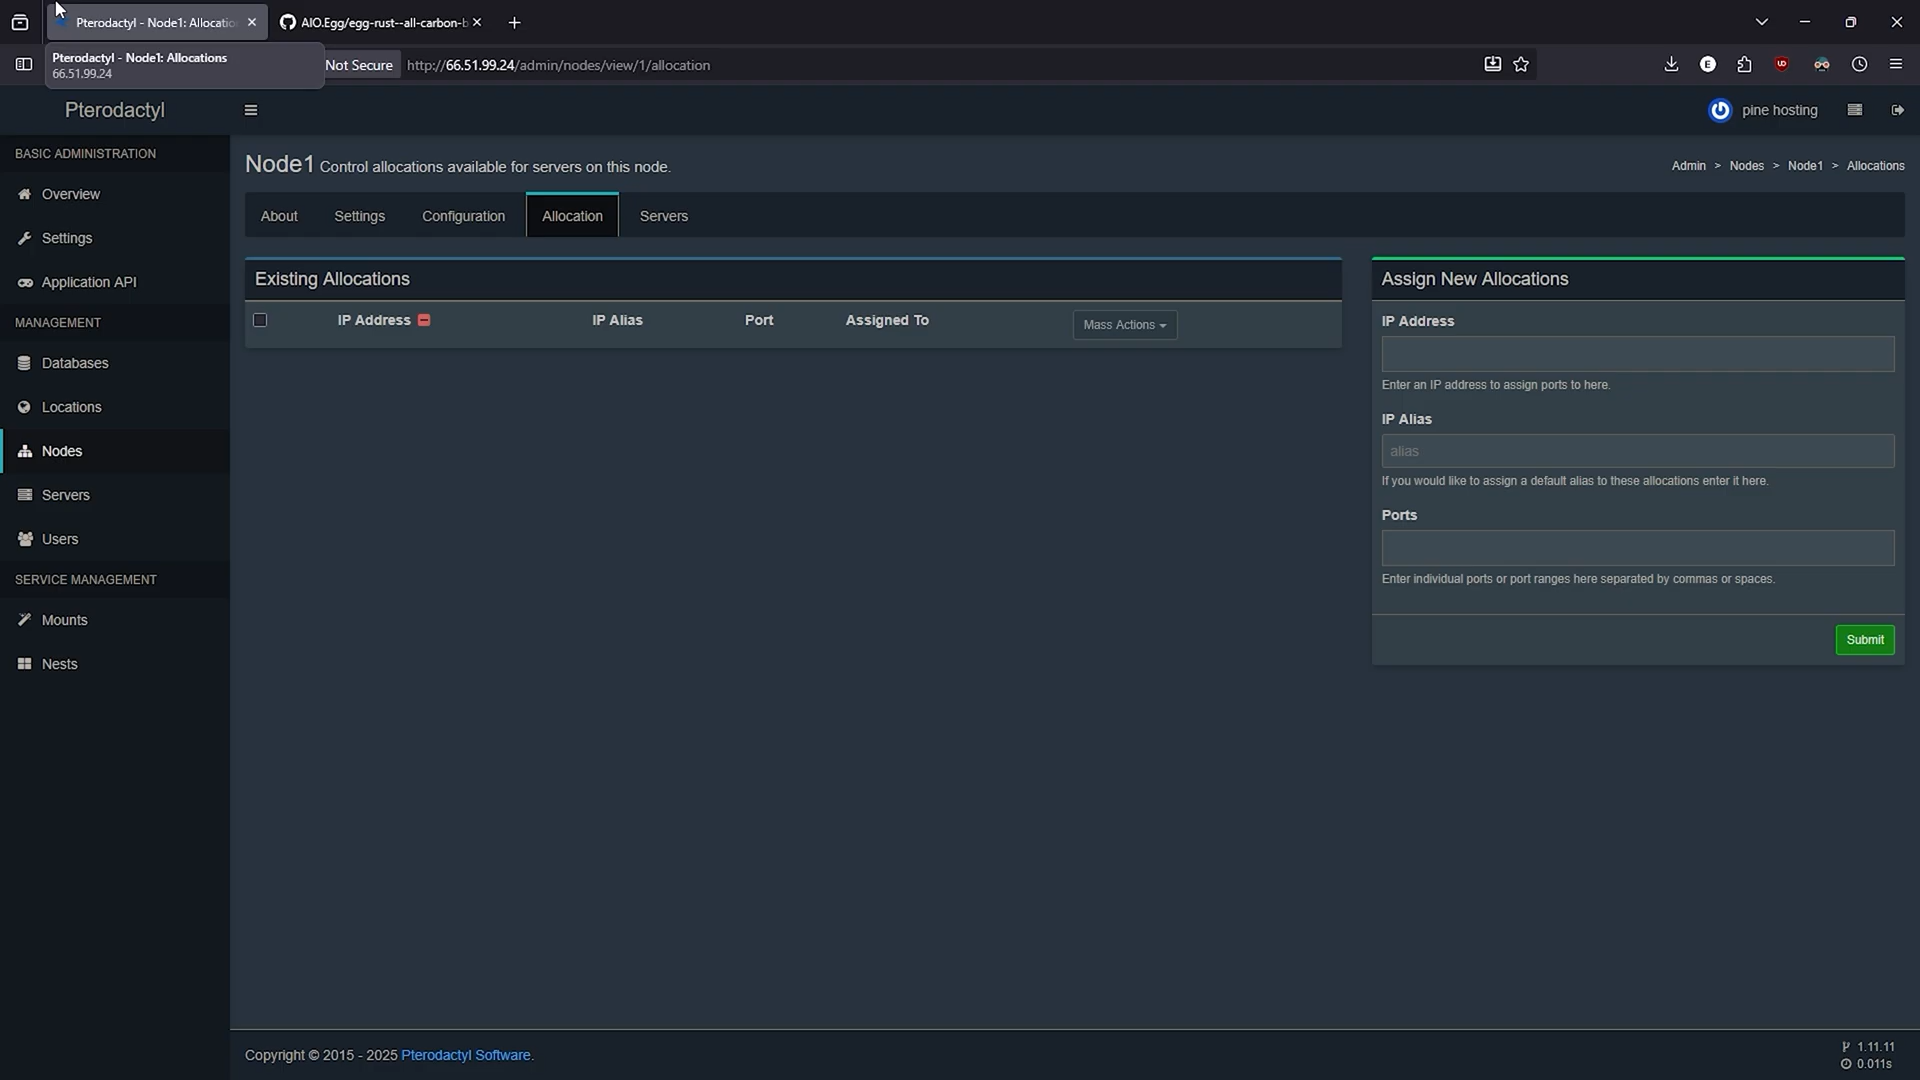 Pterodactyl - Node1: Allocatio
AIO.Egg/egg-rust--all-carbon-b
Pterodactyl - Node1: Allocations
66.51.99.24
Not Secure
http://66.51.99.24/admin/nodes/view/1/allocation
Pterodactyl
pine hosting
BASIC ADMINISTRATION
Overview
Settings
Application API
MANAGEMENT
Databases
Locations
Nodes
Servers
Users
SERVICE MANAGEMENT
Mounts
Nests
Node1 Control allocations available for servers on this node.
Admin > Nodes > Node1 > Allocations
About Settings Configuration Allocation Servers
Existing Allocations
IP Address IP Alias Port Assigned To Mass Actions
Assign New Allocations
IP Address
Enter an IP address to assign ports to here.
IP Alias
alias
If you would like to assign a default alias to these allocations enter it here.
Ports
Enter individual ports or port ranges here separated by commas or spaces.
Submit
Copyright © 2015 - 2025 Pterodactyl Software.
1.11.11
0.011s